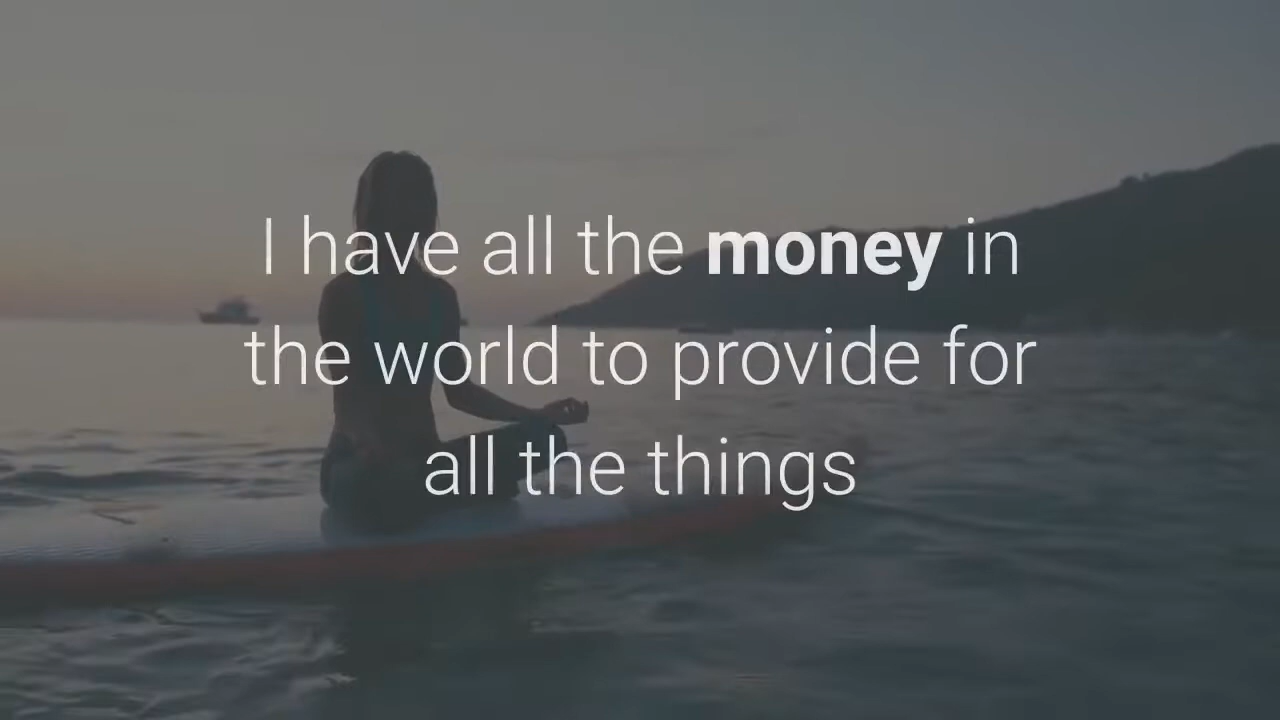 I have all the money in
the world to provide for
all the things